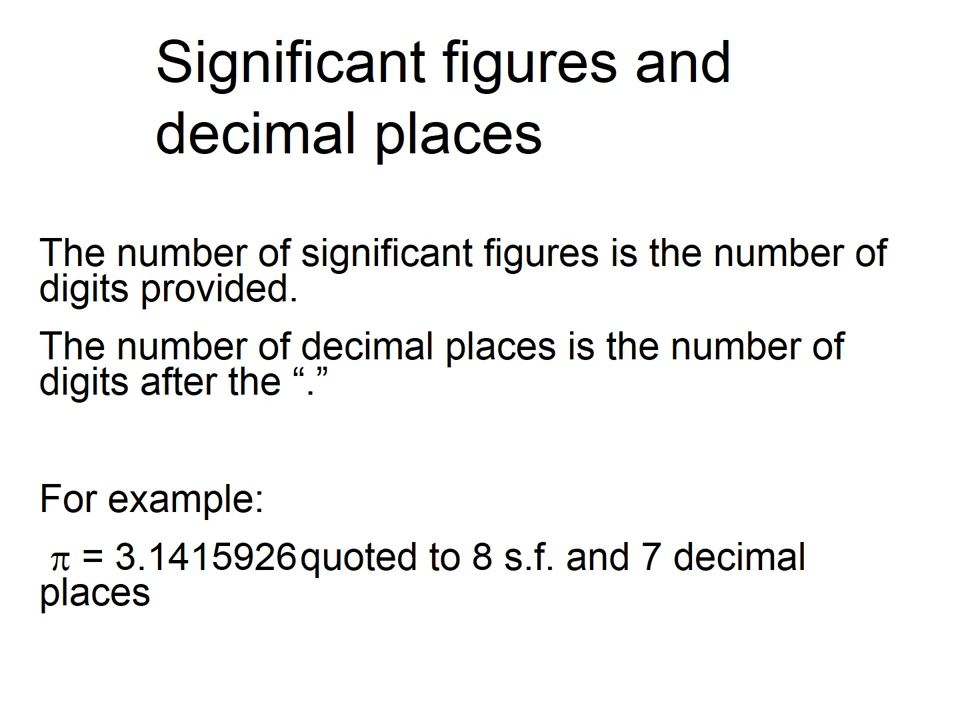 Significant figures and
decimal places
The number of significant figures is the number of
digits provided.
The number of decimal places is the number of
digits after the “.”
For example:
π = 3.1415926 quoted to 8 s.f. and 7 decimal
places